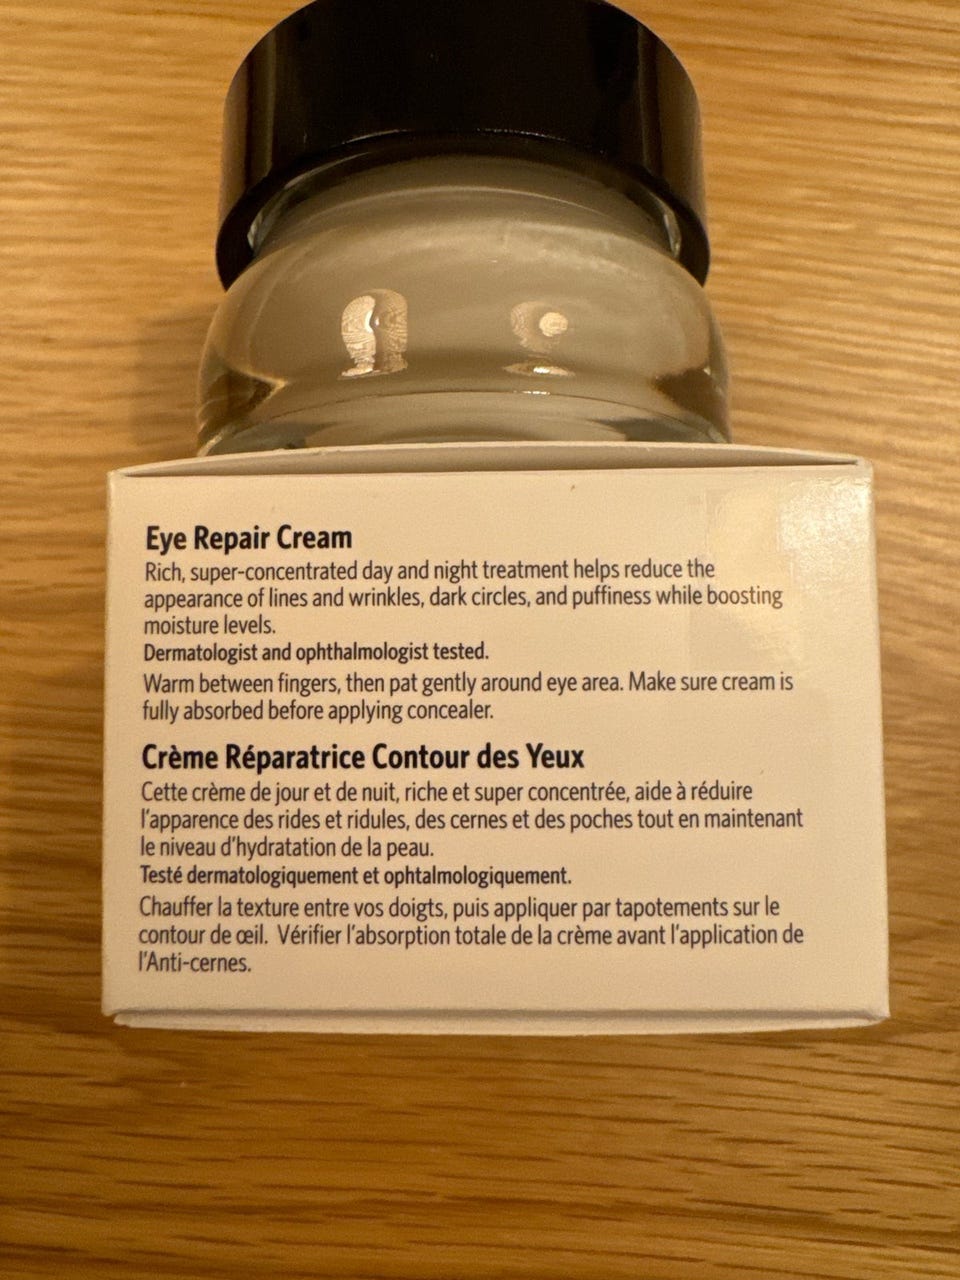 Eye Repair Cream
Rich, super-concentrated day and night treatment helps reduce the
appearance of lines and wrinkles, dark circles, and puffiness while boosting
moisture levels.
Dermatologist and ophthalmologist tested.
Warm between fingers, then pat gently around eye area. Make sure cream is
fully absorbed before applying concealer.
Crème Réparatrice Contour des Yeux
Cette crème de jour et de nuit, riche et super concentrée, aide à réduire
l'apparence des rides et ridules, des cernes et des poches tout en maintenant
le niveau d'hydratation de la peau.
Testé dermatologiquement et ophtalmologiquement.
Chauffer la texture entre vos doigts, puis appliquer par tapotements sur le
contour de œil. Vérifier l'absorption totale de la crème avant l'application de
l'Anti-cernes.